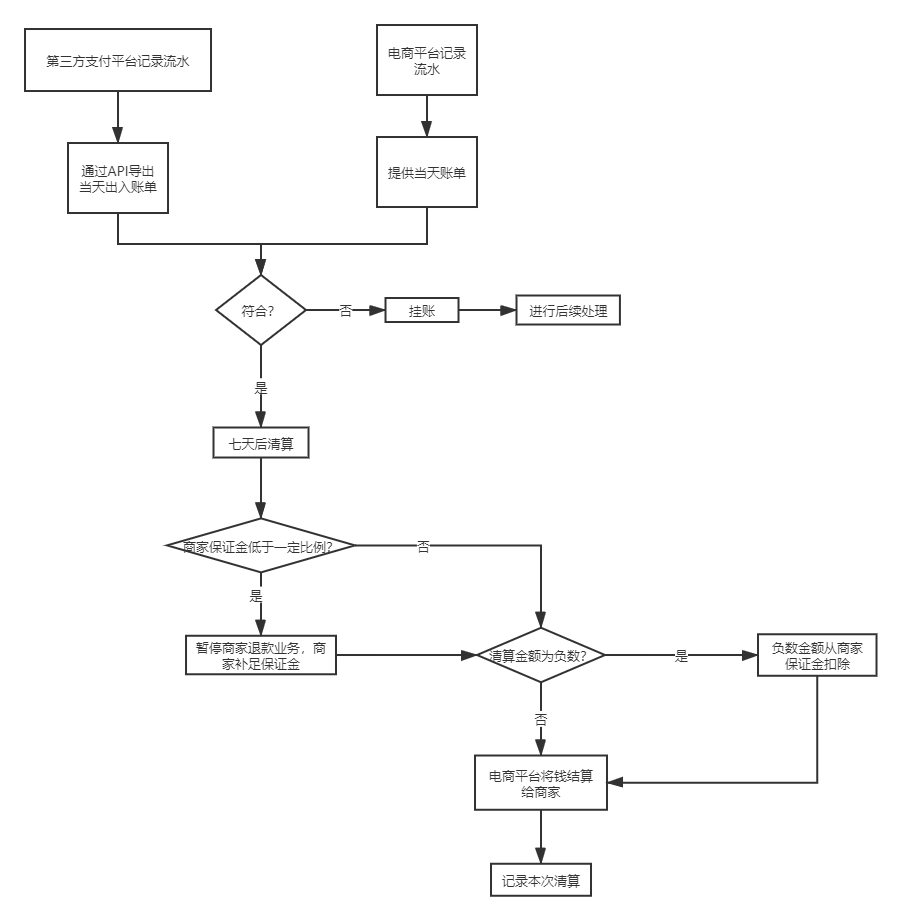 第三方支付平台记录流水
电商平台记录
流水
通过API导出
当天出入账单
提供当天账单
符合?
否
挂账
进行后续处理
是
七天后清算
商家保证金低于一定比例?
否
是
暂停商家退款业务，商
家补足保证金
清算金额为负数?
是
负数金额从商家
保证金扣除
否
电商平台将钱结算
给商家
记录本次清算